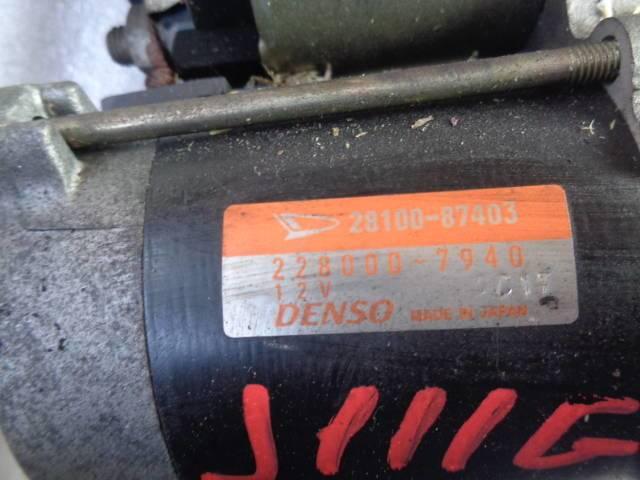 28100-87403
228000-7940
12V
DENSO MADE IN JAPAN
J111G